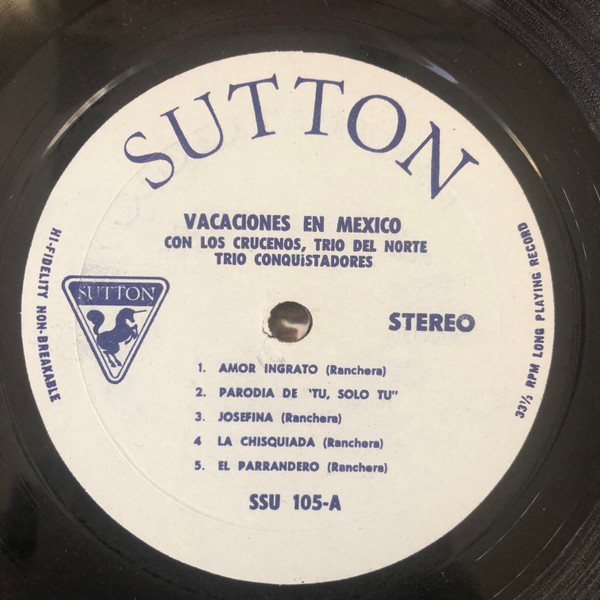 SUTTON
VACACIONES EN MEXICO
CON LOS CRUCENOS, TRIO DEL NORTE
TRIO CONQUiSTADORES
HI-FIDELITY NON-BREAKABLE
SUTTON
STEREO
33⅓ RPM LONG PLAYING RECORD
1. AMOR INGRATO (Ranchera)
2. PARODIA DE 'TU, SOLO TU"
3. JOSEFINA (Ranchera)
4 LA CHISQUIADA (Ranchera)
5. EL PARRANDERO (Ranchera)
SSU 105-A